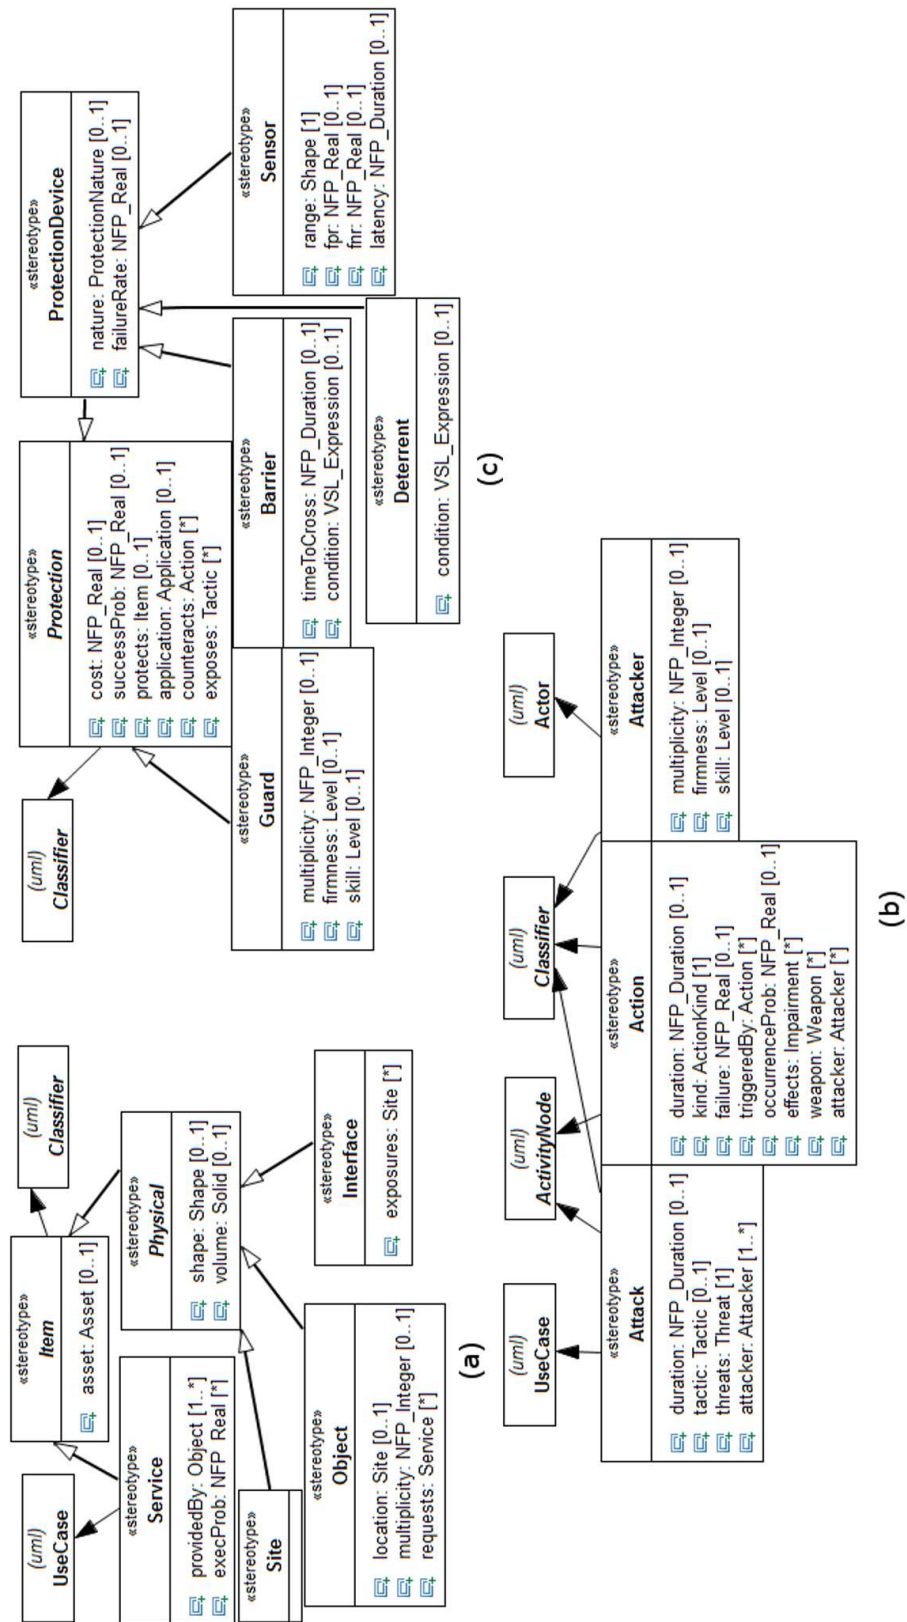 (uml)
UseCase
«stereotype»
Item
asset: Asset [0..1]
(uml)
Classifier
«stereotype»
Service
providedBy: Object [1..*]
execProb: NFP_Real [*]
«stereotype»
Physical
shape: Shape [0..1]
volume: Solid [0..1]
«stereotype»
Site
«stereotype»
Object
location: Site [0..1]
multiplicity: NFP_Integer [0..1]
requests: Service [*]
«stereotype»
Interface
exposures: Site [*]
(a)
(uml)
Classifier
«stereotype»
Protection
cost: NFP_Real [0..1]
successProb: NFP_Real [0..1]
protects: Item [0..1]
application: Application [0..1]
counteracts: Action [*]
exposes: Tactic [*]
«stereotype»
ProtectionDevice
nature: ProtectionNature [0..1]
failureRate: NFP_Real [0..1]
«stereotype»
Guard
multiplicity: NFP_Integer [0..1]
firmness: Level [0..1]
skill: Level [0..1]
«stereotype»
Barrier
timeToCross: NFP_Duration [0..1]
condition: VSL_Expression [0..1]
«stereotype»
Sensor
range: Shape [1]
fpr: NFP_Real [0..1]
fnr: NFP_Real [0..1]
latency: NFP_Duration [0..1]
«stereotype»
Deterrent
condition: VSL_Expression [0..1]
(c)
(uml)
UseCase
(uml)
ActivityNode
(uml)
Classifier
(uml)
Actor
«stereotype»
Attack
duration: NFP_Duration [0..1]
tactic: Tactic [0..1]
threats: Threat [1]
attacker: Attacker [1..*]
«stereotype»
Action
duration: NFP_Duration [0..1]
kind: ActionKind [1]
failure: NFP_Real [0..1]
triggeredBy: Action [*]
occurrenceProb: NFP_Real [0..1]
effects: Impairment [*]
weapon: Weapon [*]
attacker: Attacker [*]
«stereotype»
Attacker
multiplicity: NFP_Integer [0..1]
firmness: Level [0..1]
skill: Level [0..1]
(b)